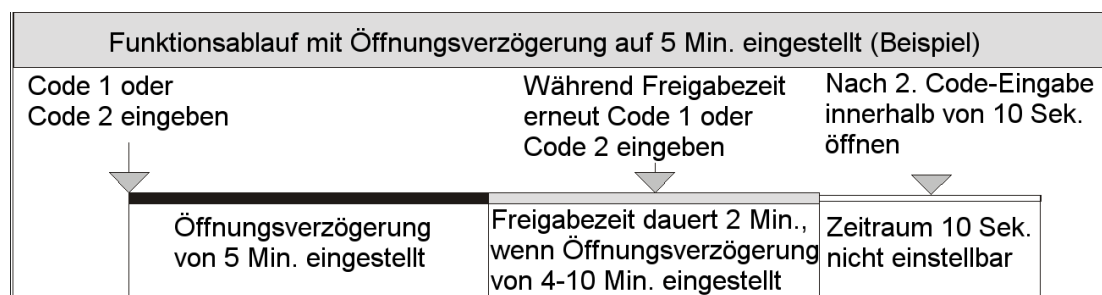 Funktionsablauf mit Öffnungsverzögerung auf 5 Min. eingestellt (Beispiel)
Code 1 oder
Code 2 eingeben
Während Freigabezeit
erneut Code 1 oder
Code 2 eingeben
Nach 2. Code-Eingabe
innerhalb von 10 Sek.
öffnen
Öffnungsverzögerung
von 5 Min. eingestellt
Freigabezeit dauert 2 Min.,
wenn Öffnungsverzögerung
von 4-10 Min. eingestellt
Zeitraum 10 Sek.
nicht einstellbar